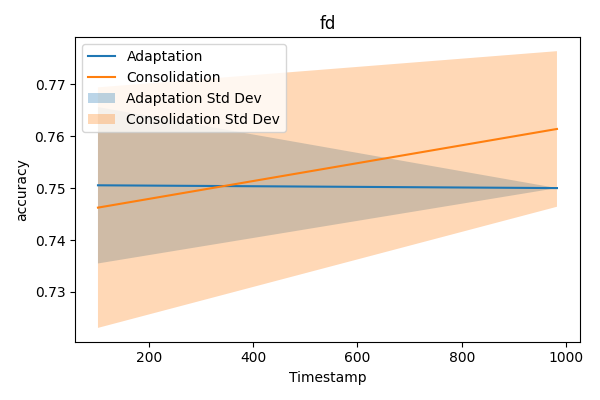 fd
Adaptation
Consolidation
Adaptation Std Dev
Consolidation Std Dev
0.77
0.76
0.75
0.74
0.73
accuracy
200 400 600 800 1000
Timestamp